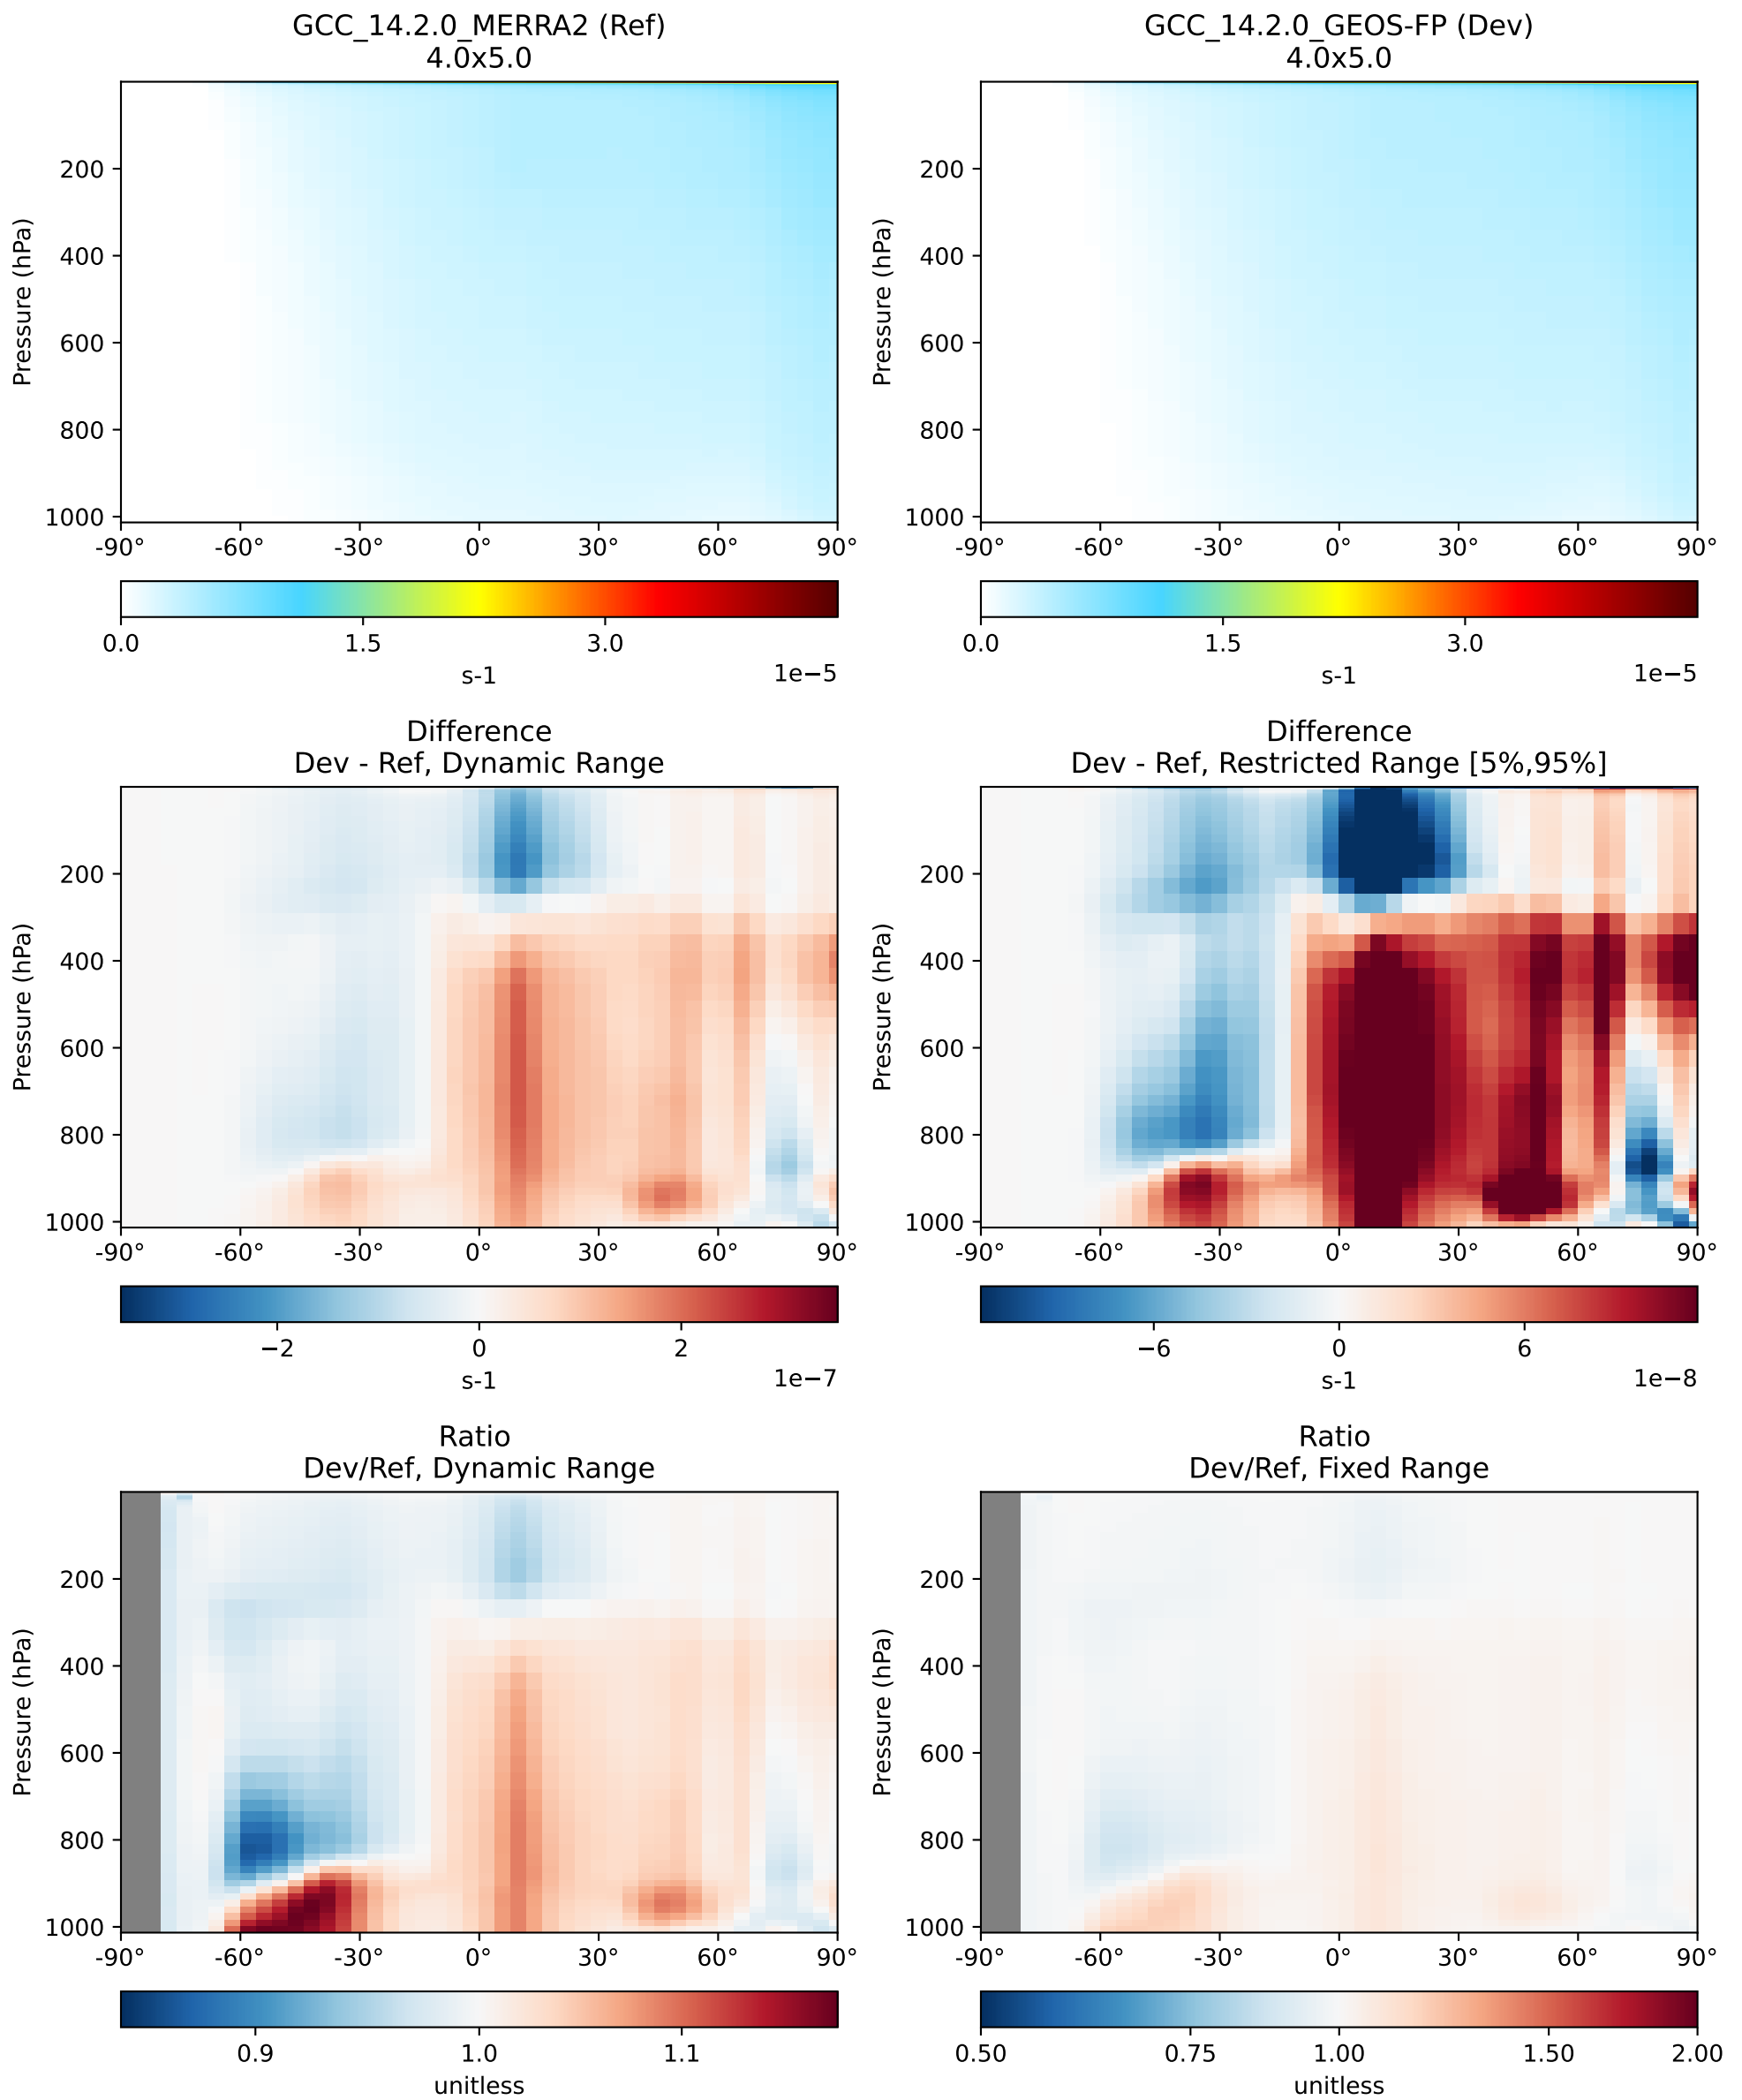 GCC_14.2.0_MERRA2 (Ref)
4.0x5.0
Pressure (hPa)
200
400
600
800
1000
-90° -60° -30° 0° 30° 60° 90°
0.0 1.5 3.0
s-1 1e−5
GCC_14.2.0_GEOS-FP (Dev)
4.0x5.0
Pressure (hPa)
200
400
600
800
1000
-90° -60° -30° 0° 30° 60° 90°
0.0 1.5 3.0
s-1 1e−5
Difference
Dev - Ref, Dynamic Range
Pressure (hPa)
200
400
600
800
1000
-90° -60° -30° 0° 30° 60° 90°
−2 0 2
s-1 1e−7
Difference
Dev - Ref, Restricted Range [5%,95%]
Pressure (hPa)
200
400
600
800
1000
-90° -60° -30° 0° 30° 60° 90°
−6 0 6
s-1 1e−8
Ratio
Dev/Ref, Dynamic Range
Pressure (hPa)
200
400
600
800
1000
-90° -60° -30° 0° 30° 60° 90°
0.9 1.0 1.1
unitless
Ratio
Dev/Ref, Fixed Range
Pressure (hPa)
200
400
600
800
1000
-90° -60° -30° 0° 30° 60° 90°
0.50 0.75 1.00 1.50 2.00
unitless